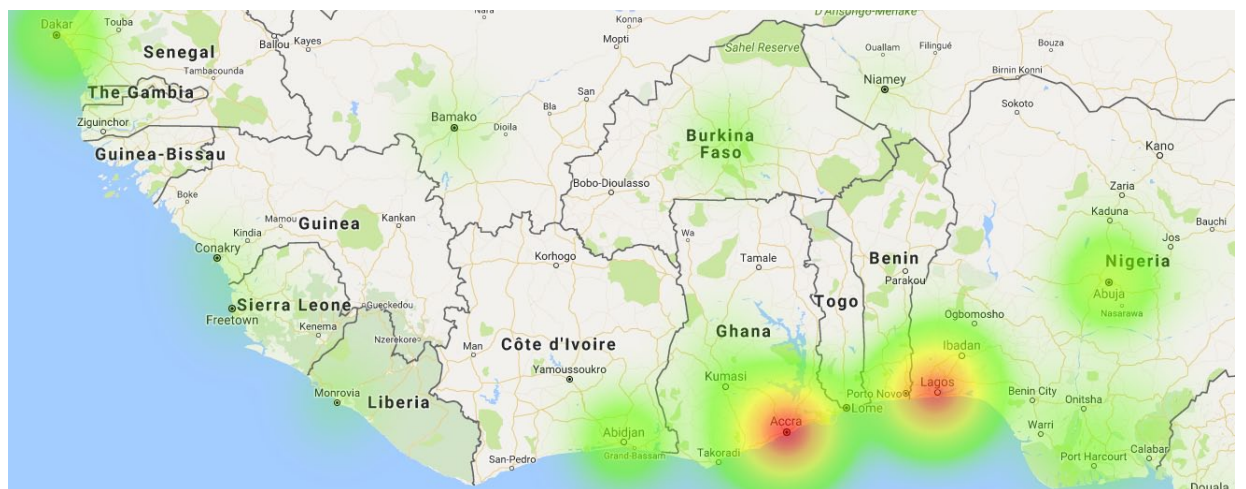 Nara
D'Ansongo-Menake
Dakar
Touba
Konna
Senegal
Ballou
Kayes
Mopti
Sahel Reserve
Ouallam
Filingué
Bouza
Tambacounda
Birnin Konni
The Gambia
Niamey
San
Bla
Sokoto
Ziguinchor
Bamako
Dioila
Burkina
Faso
Guinea-Bissau
Kano
Bobo-Dioulasso
Zaria
Boke
Kaduna
Mamou
Kankan
Guinea
Kindia
Wa
Bauchi
Jos
Conakry
Korhogo
Tamale
Benin
Nigeria
Parakou
Abuja
Sierra Leone
Gueckedou
Togo
Nasarawa
Freetown
Ogbomosho
Kenema
Nzerekore
Ghana
Côte d'Ivoire
Man
Ibadan
Yamoussoukro
Kumasi
Lagos
Monrovia
Liberia
Porto Novo
Benin City
Lome
Onitsha
Accra
Abidjan
Warri
Grand-Bassam
Takoradi
Calabar
San-Pedro
Port Harcourt
Douala